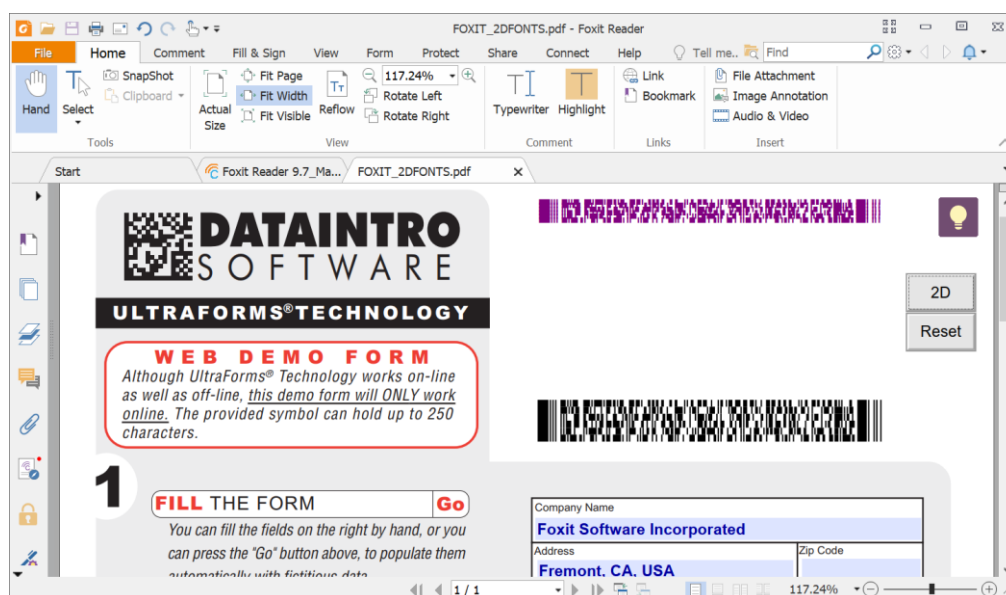 FOXIT_2DFONTS.pdf - Foxit Reader
File Home Comment Fill & Sign View Form Protect Share Connect Help Tell me.. Find
Hand
Select
SnapShot
Clipboard
Tools
Actual Size
Fit Page
Fit Width
Fit Visible
Reflow
117.24%
Rotate Left
Rotate Right
View
Typewriter
Highlight
Comment
Link
Bookmark
Links
File Attachment
Image Annotation
Audio & Video
Insert
Start Foxit Reader 9.7_Ma... FOXIT_2DFONTS.pdf
DATAINTRO
SOFTWARE
ULTRAFORMS®TECHNOLOGY
2D
Reset
WEB DEMO FORM
Although UltraForms® Technology works on-line
as well as off-line, this demo form will ONLY work
online. The provided symbol can hold up to 250
characters.
1
FILL THE FORM Go
You can fill the fields on the right by hand, or you
can press the "Go" button above, to populate them
automatically with fictitious data.
Company Name
Foxit Software Incorporated
Address Zip Code
Fremont, CA, USA
1 / 1 117.24%